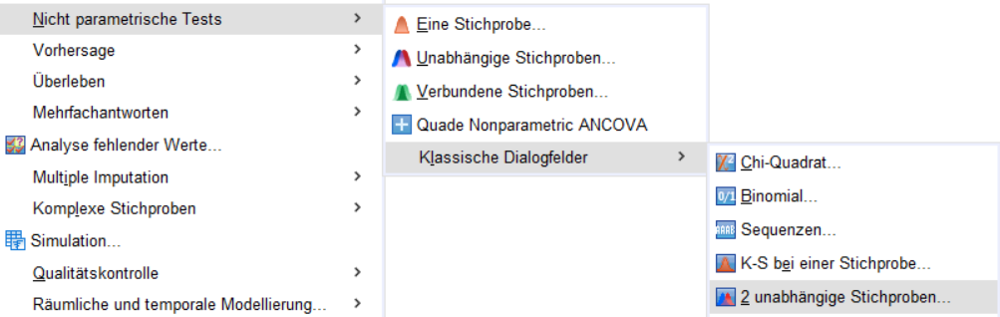 Nicht parametrische Tests
Vorhersage
Überleben
Mehrfachantworten
Analyse fehlender Werte...
Multiple Imputation
Komplexe Stichproben
Simulation...
Qualitätskontrolle
Räumliche und temporale Modellierung...
Eine Stichprobe...
Unabhängige Stichproben...
Verbundene Stichproben...
Quade Nonparametric ANCOVA
Klassische Dialogfelder
Chi-Quadrat...
0/1 Binomial...
Sequenzen...
K-S bei einer Stichprobe...
2 unabhängige Stichproben...